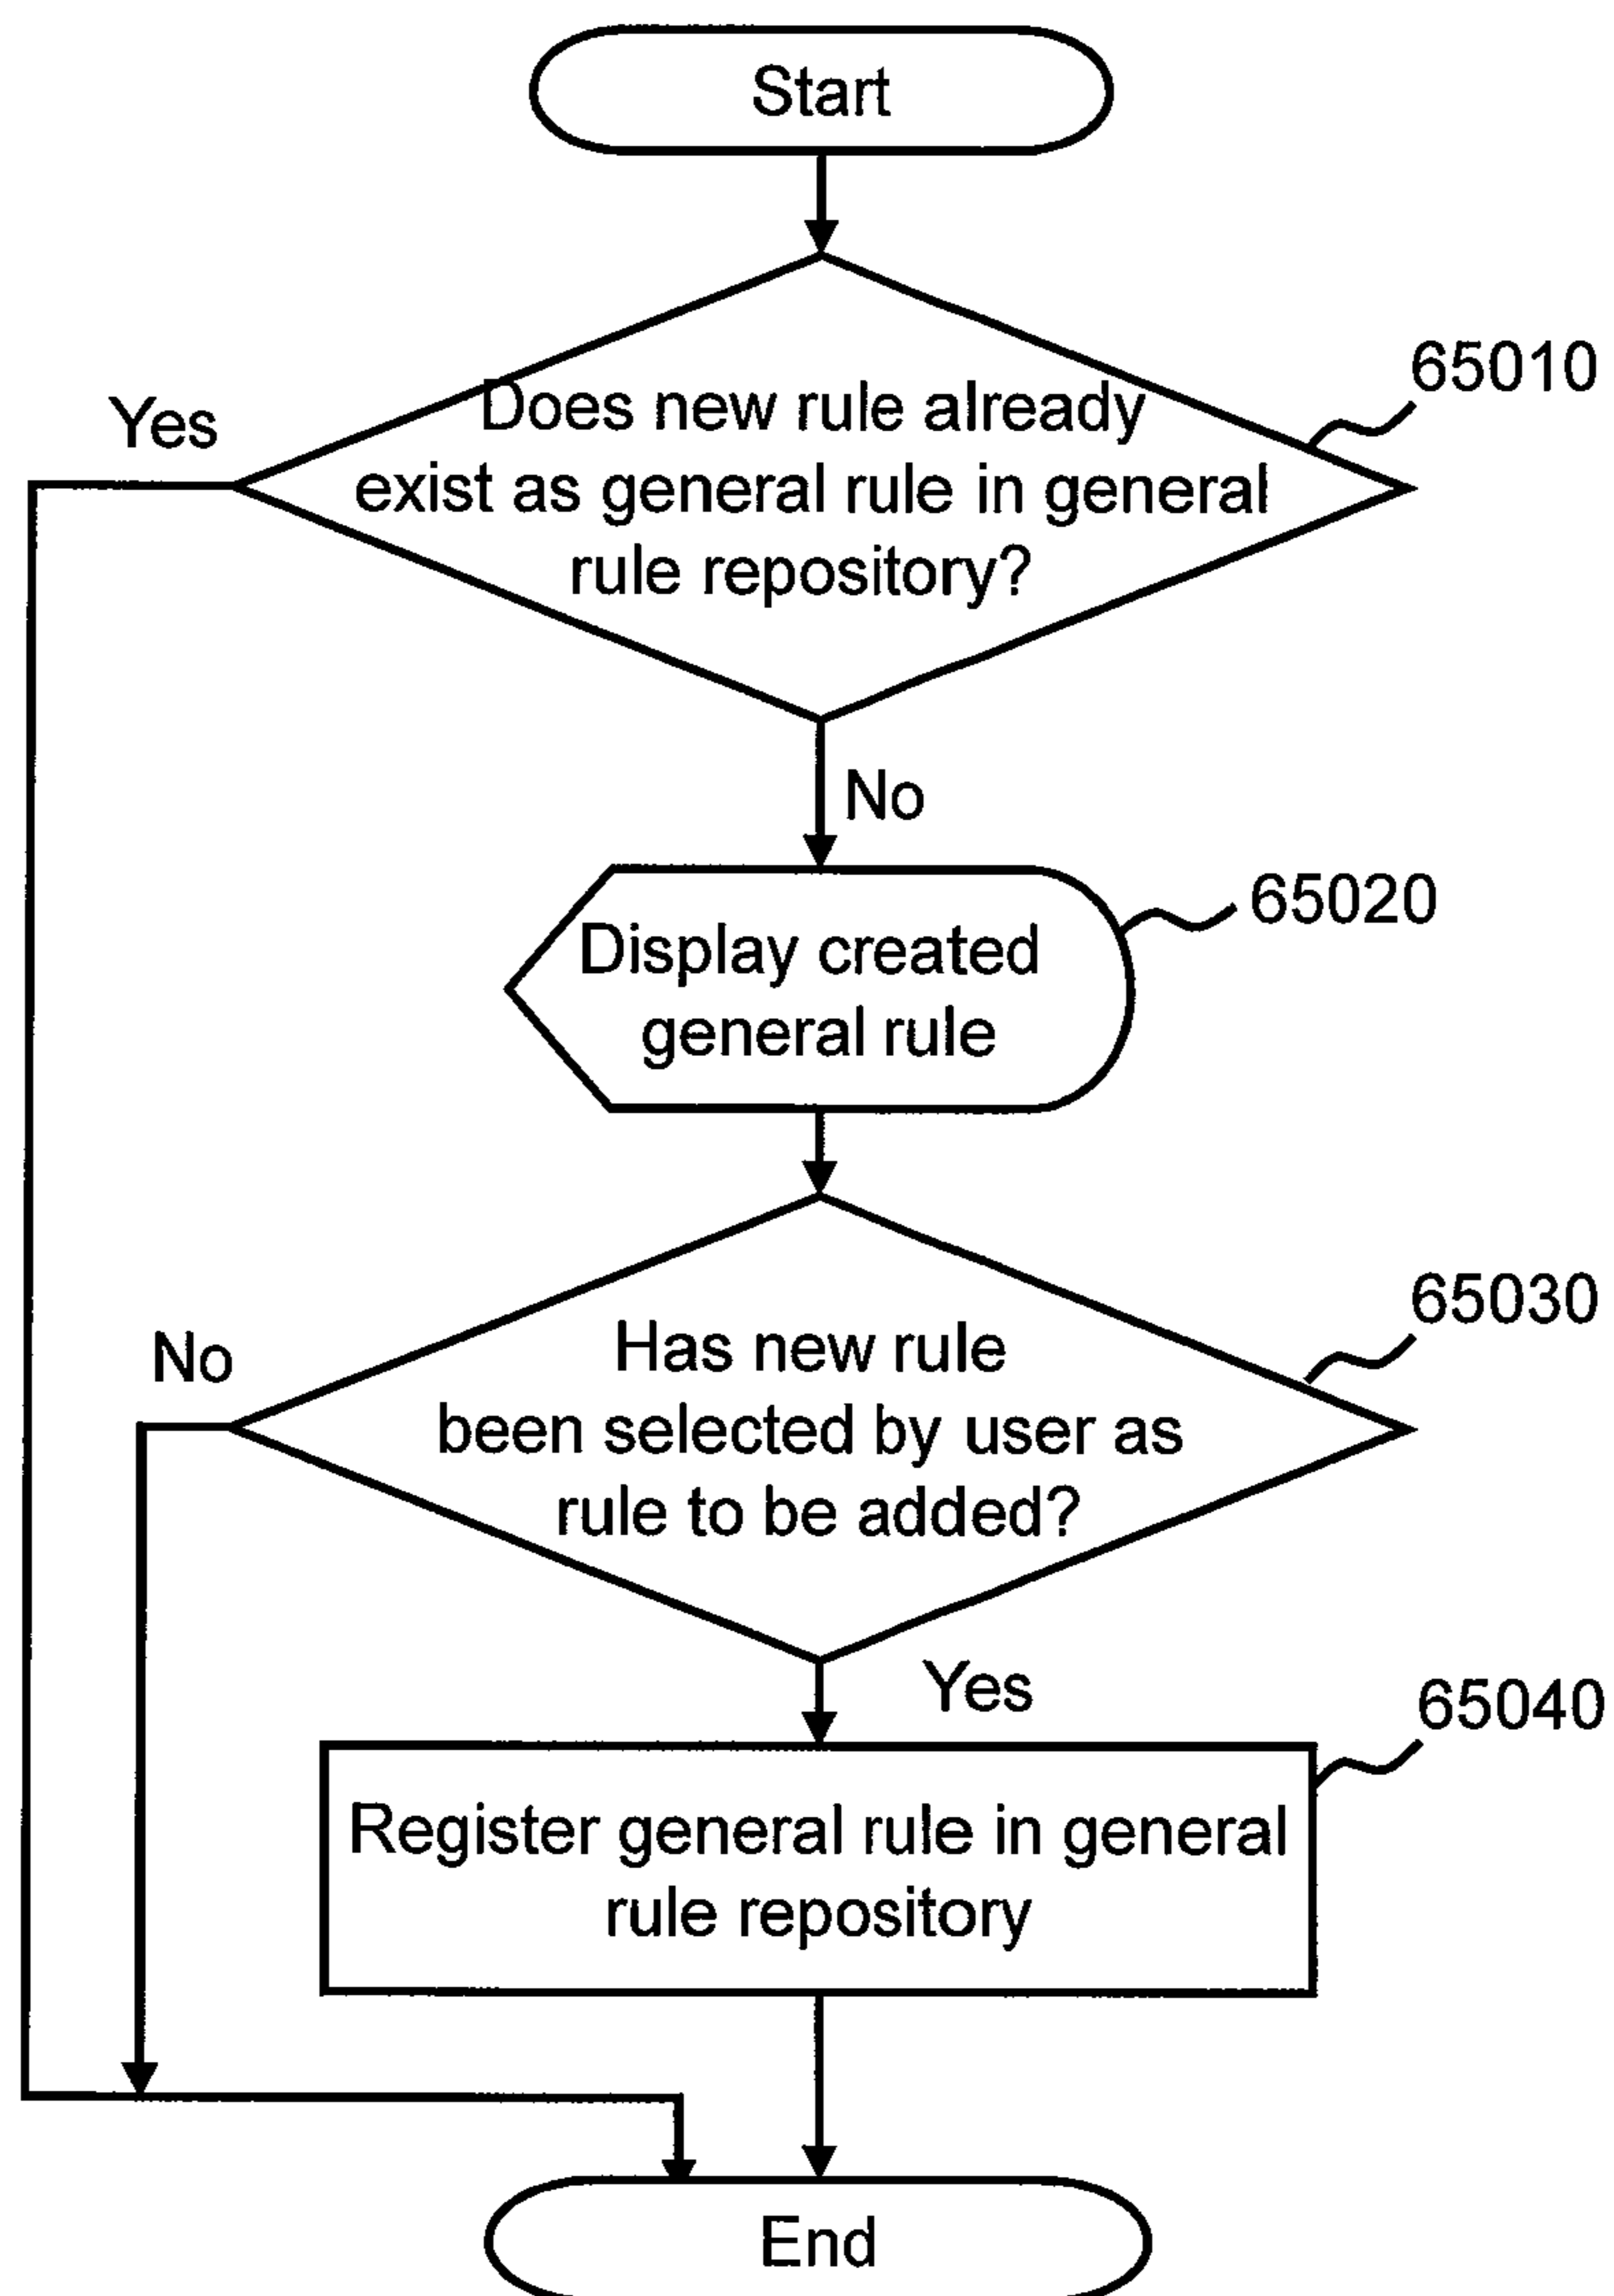 Start
65010
Yes
Does new rule already
exist as general rule in general
rule repository?
No
65020
Display created
general rule
65030
No
Has new rule
been selected by user as
rule to be added?
Yes
65040
Register general rule in general
rule repository
End